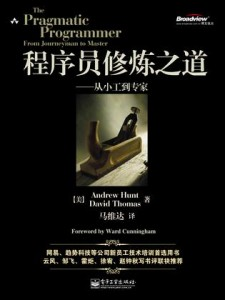 The
Pragmatic
Programmer
From Journeyman to Master
Broadview
程序员修炼之道
——从小工到专家
【美】 Andrew Hunt
David Thomas 著
马维达 译
Foreword by Ward Cunningham
网易、趋势科技等公司新员工技术培训首选用书
云风、邹飞、雷炬、徐宥、赵钟秋写书评联袂推荐
电子工业出版社